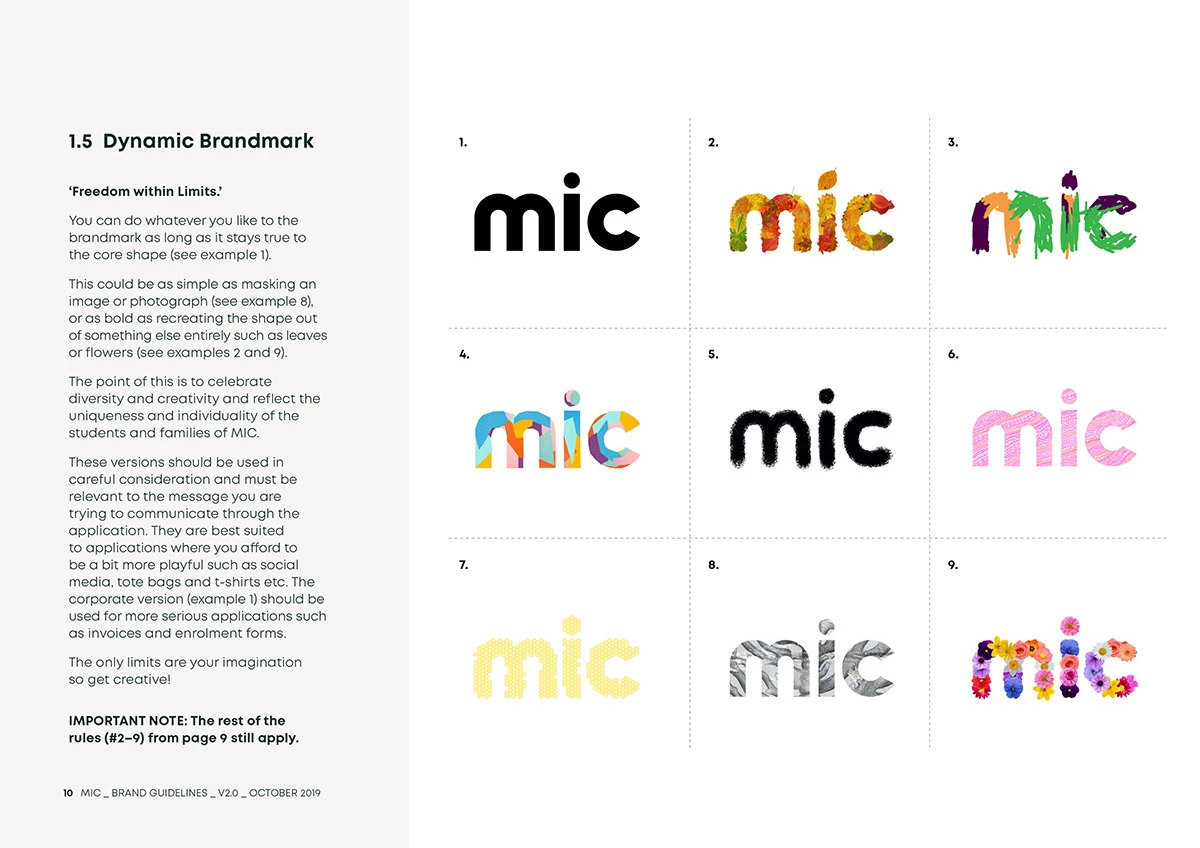 1.5 Dynamic Brandmark
‘Freedom within Limits.’
You can do whatever you like to the
brandmark as long as it stays true to
the core shape (see example 1).
This could be as simple as masking an
image or photograph (see example 8),
or as bold as recreating the shape out
of something else entirely such as leaves
or flowers (see examples 2 and 9).
The point of this is to celebrate
diversity and creativity and reflect the
uniqueness and individuality of the
students and families of MIC.
These versions should be used in
careful consideration and must be
relevant to the message you are
trying to communicate through the
application. They are best suited
to applications where you afford to
be a bit more playful such as social
media, tote bags and t-shirts etc. The
corporate version (example 1) should be
used for more serious applications such
as invoices and enrolment forms.
The only limits are your imagination
so get creative!
IMPORTANT NOTE: The rest of the
rules (#2–9) from page 9 still apply.
10 MIC _ BRAND GUIDELINES _ V2.0 _ OCTOBER 2019
1.
mic
2.
mic
3.
mic
4.
mic
5.
mic
6.
mic
7.
mic
8.
mic
9.
mic